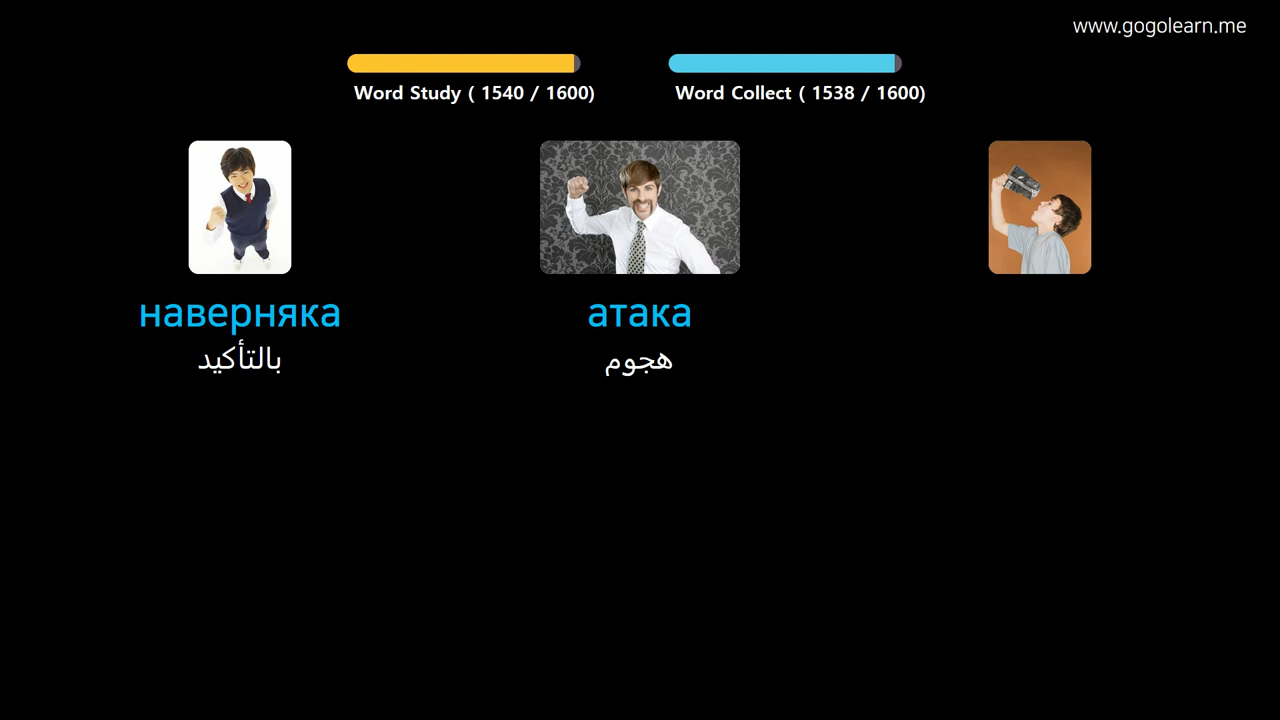 www.gogolearn.me
Word Study ( 1540 / 1600)
Word Collect ( 1538 / 1600)
наверняка
атака
بالتأكيد
هجوم